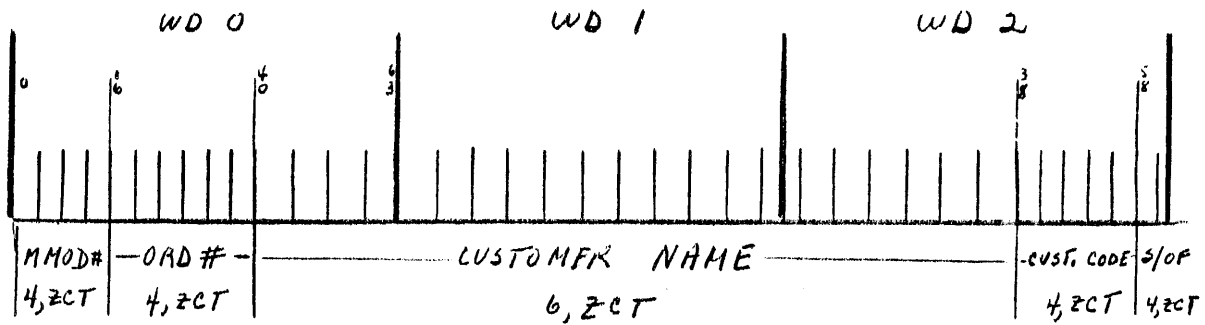 WD 0 WD 1 WD 2
0 16 40 63 38 58
MMOD# ORD# CUSTOMER NAME CUST. CODE S/OF
4,ZCT 4,ZCT 6,ZCT 4,ZCT 4,ZCT